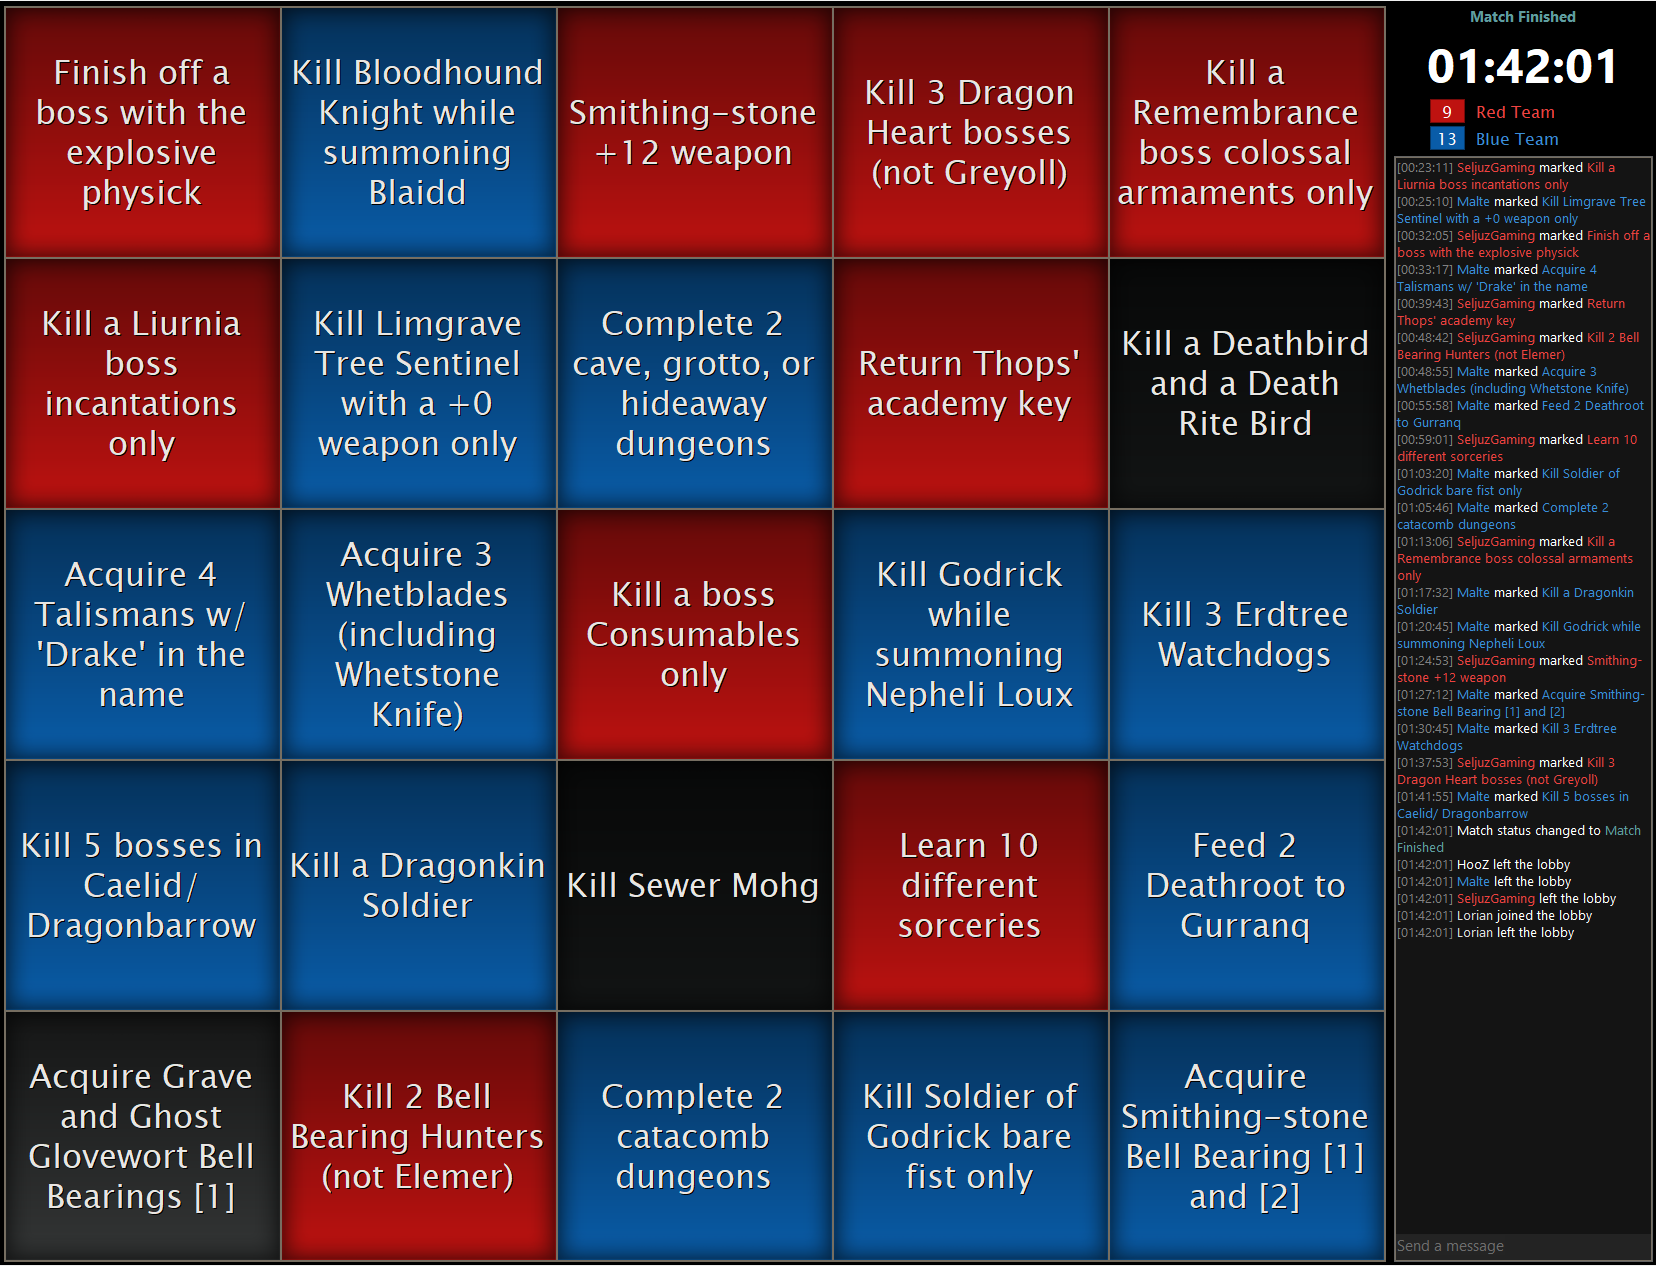 Finish off a
boss with the
explosive
physick
Kill Bloodhound
Knight while
summoning
Blaidd
Smithing-stone
+12 weapon
Kill 3 Dragon
Heart bosses
(not Greyoll)
Kill a
Remembrance
boss colossal
armaments only
Kill a Liurnia
boss
incantations
only
Kill Limgrave
Tree Sentinel
with a +0
weapon only
Complete 2
cave, grotto, or
hideaway
dungeons
Return Thops'
academy key
Kill a Deathbird
and a Death
Rite Bird
Acquire 4
Talismans w/
'Drake' in the
name
Acquire 3
Whetblades
(including
Whetstone
Knife)
Kill a boss
Consumables
only
Kill Godrick
while
summoning
Nepheli Loux
Kill 3 Erdtree
Watchdogs
Kill 5 bosses in
Caelid/
Dragonbarrow
Kill a Dragonkin
Soldier
Kill Sewer Mohg
Learn 10
different
sorceries
Feed 2
Deathroot to
Gurranq
Acquire Grave
and Ghost
Glovewort Bell
Bearings [1]
Kill 2 Bell
Bearing Hunters
(not Elemer)
Complete 2
catacomb
dungeons
Kill Soldier of
Godrick bare
fist only
Acquire
Smithing-stone
Bell Bearing [1]
and [2]
Match Finished
01:42:01
9 Red Team
13 Blue Team
[00:23:11] SeljuzGaming marked Kill a
Liurnia boss incantations only
[00:25:10] Malte marked Kill Limgrave Tree
Sentinel with a +0 weapon only
[00:32:05] SeljuzGaming marked Finish off a
boss with the explosive physick
[00:33:17] Malte marked Acquire 4
Talismans w/ 'Drake' in the name
[00:39:43] SeljuzGaming marked Return
Thops' academy key
[00:48:42] SeljuzGaming marked Kill 2 Bell
Bearing Hunters (not Elemer)
[00:48:55] Malte marked Acquire 3
Whetblades (including Whetstone Knife)
[00:55:58] Malte marked Feed 2 Deathroot
to Gurranq
[00:59:01] SeljuzGaming marked Learn 10
different sorceries
[01:03:20] Malte marked Kill Soldier of
Godrick bare fist only
[01:05:46] Malte marked Complete 2
catacomb dungeons
[01:13:06] SeljuzGaming marked Kill a
Remembrance boss colossal armaments
only
[01:17:32] Malte marked Kill a Dragonkin
Soldier
[01:20:45] Malte marked Kill Godrick while
summoning Nepheli Loux
[01:24:53] SeljuzGaming marked Smithing-
stone +12 weapon
[01:27:12] Malte marked Acquire Smithing-
stone Bell Bearing [1] and [2]
[01:30:45] Malte marked Kill 3 Erdtree
Watchdogs
[01:37:53] SeljuzGaming marked Kill 3
Dragon Heart bosses (not Greyoll)
[01:41:55] Malte marked Kill 5 bosses in
Caelid/ Dragonbarrow
[01:42:01] Match status changed to Match
Finished
[01:42:01] HooZ left the lobby
[01:42:01] Malte left the lobby
[01:42:01] SeljuzGaming left the lobby
[01:42:01] Lorian joined the lobby
[01:42:01] Lorian left the lobby
Send a message